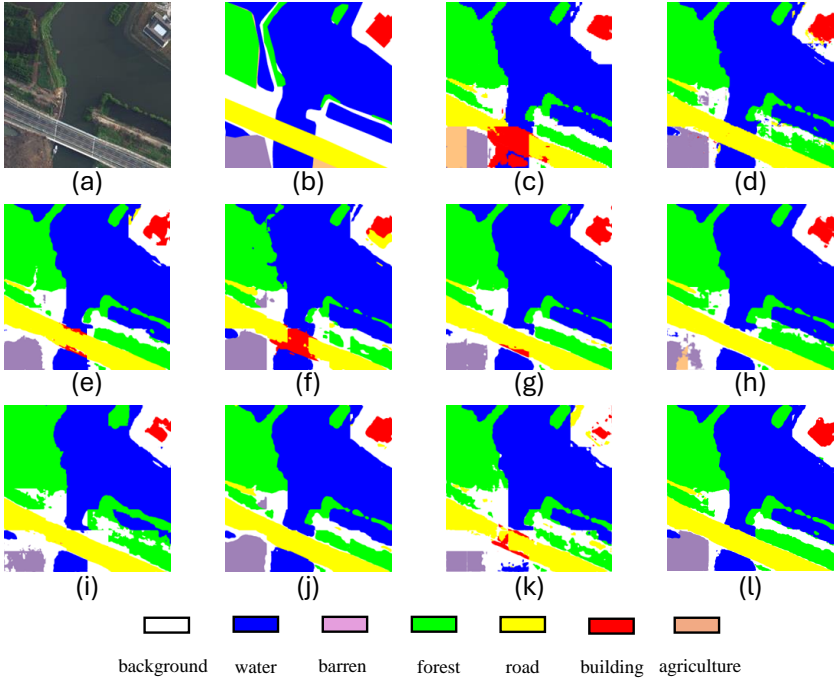 (a) (b) (c) (d)
(e) (f) (g) (h)
(i) (j) (k) (l)
background water barren forest road building agriculture